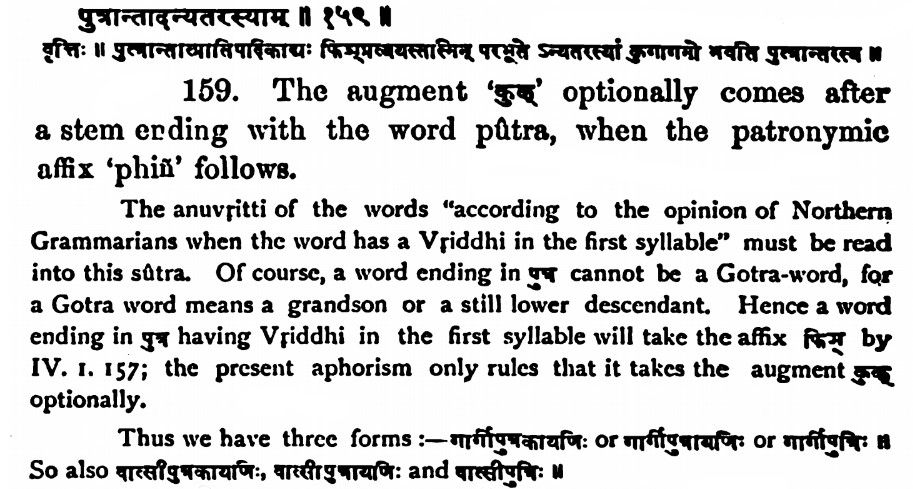 पुत्रान्तादन्यतरस्याम् ॥ १५९ ॥
वृत्तिः ॥ पुत्रान्तात्प्रातिपदिकाद्यः फिञ्प्रत्ययस्तस्मिन् परभूते ऽन्यतरस्यां कुगागमो भवति पुत्रान्तस्य ॥
159. The augment ‘कुक्’ optionally comes after
a stem ending with the word pûtra, when the patronymic
affix ‘phiñ’ follows.
The anuvṛitti of the words “according to the opinion of Northern
Grammarians when the word has a Vṛiddhi in the first syllable” must be read
into this sûtra. Of course, a word ending in पुत्र cannot be a Gotra-word, for
a Gotra word means a grandson or a still lower descendant. Hence a word
ending in पुत्र having Vṛiddhi in the first syllable will take the affix फिञ् by
IV. 1. 157; the present aphorism only rules that it takes the augment कुक्
optionally.
Thus we have three forms :—गार्गीपुत्रकायणिः or गार्गीपुत्रायणिः or गार्गीपुत्रिः ॥
So also वात्सीपुत्रकायणिः, वात्सीपुत्रायणिः and वात्सीपुत्रिः ॥